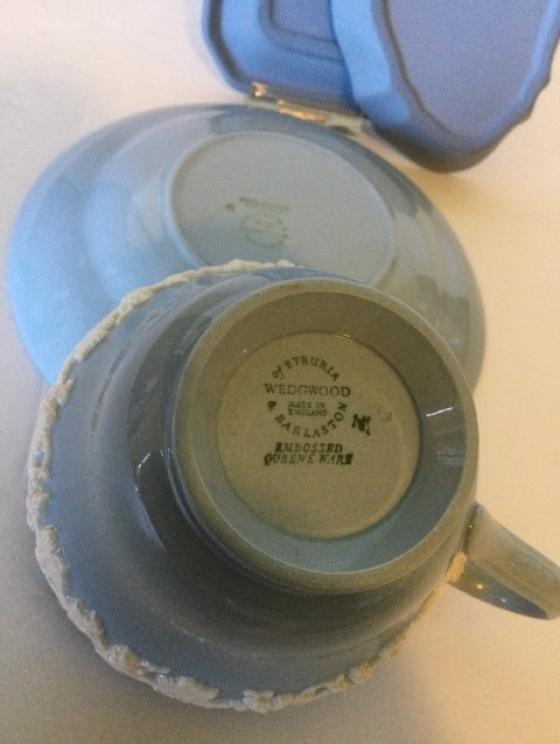 of ETRURIA
WEDGWOOD
MADE IN
ENGLAND
& BARLASTON
EMBOSSED
QUEENS WARE